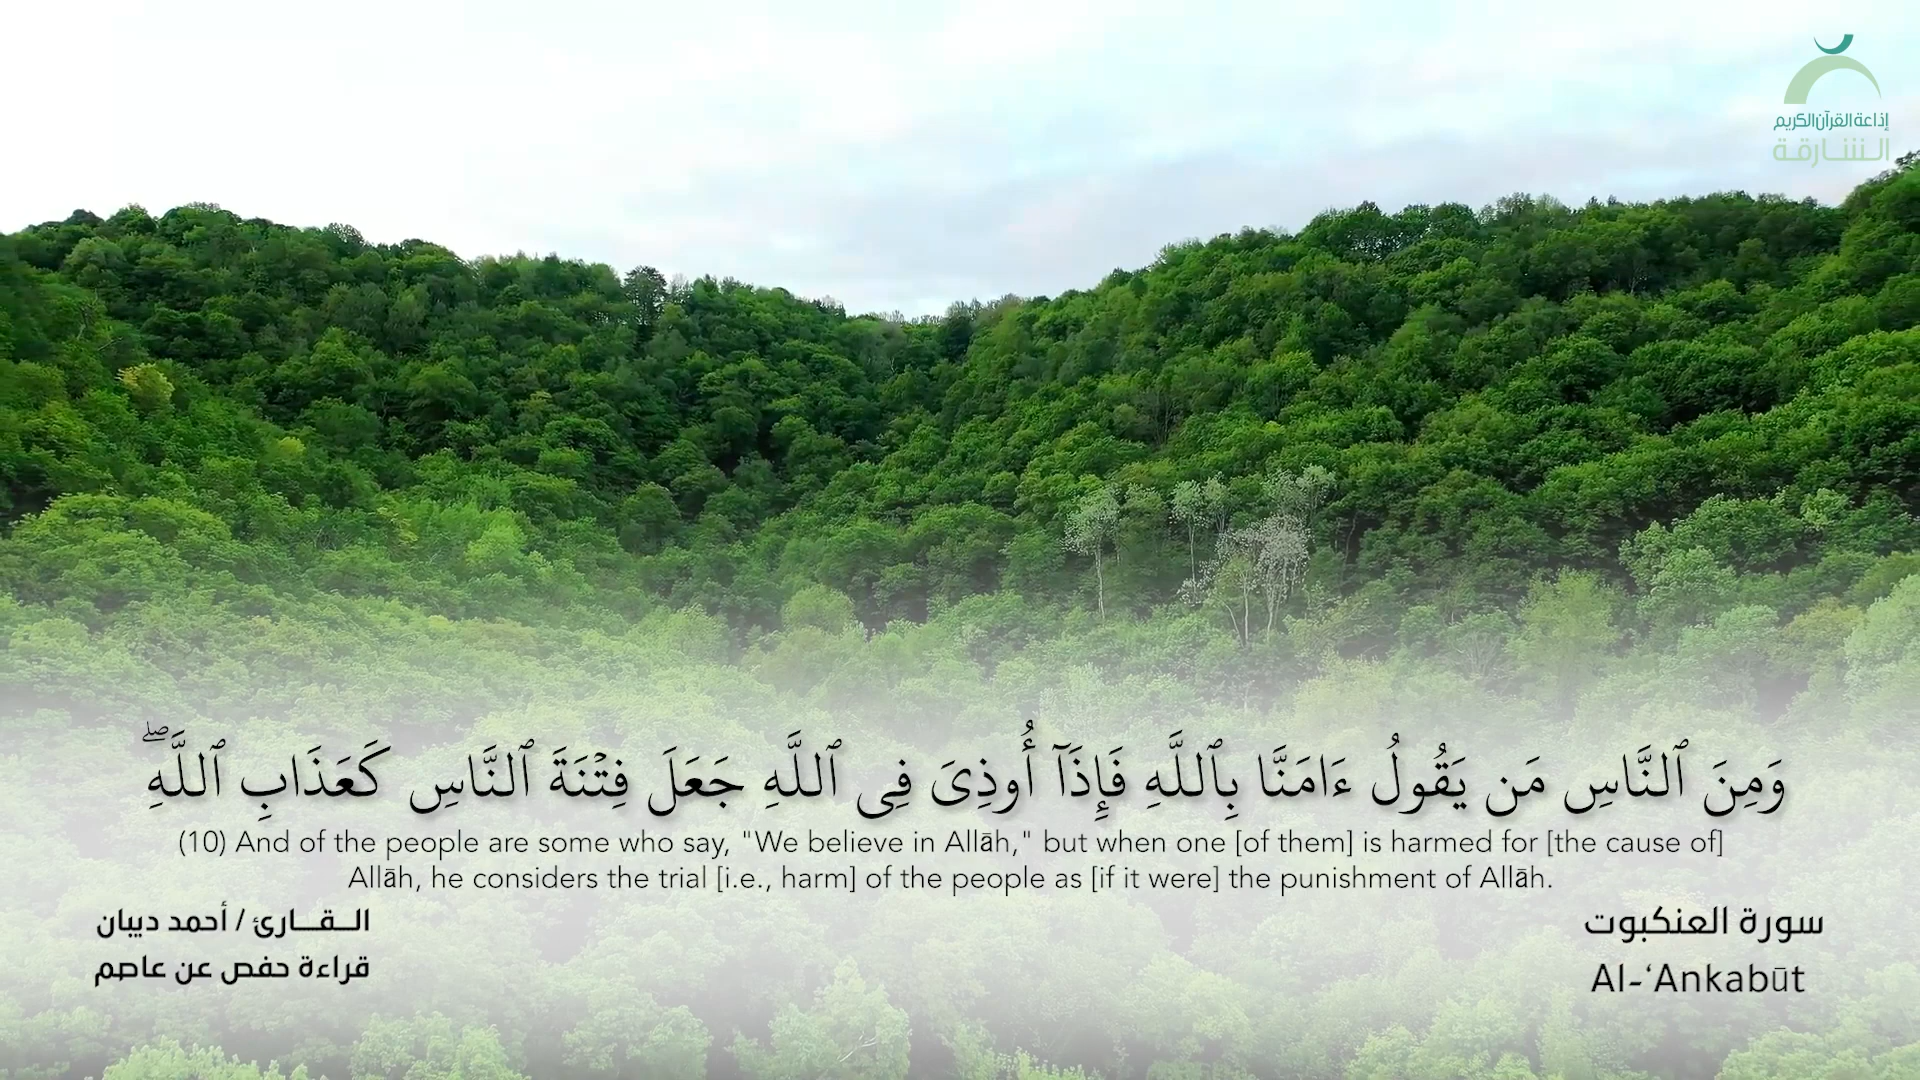 إذاعة القرآن الكريم
الشارقة
وَمِنَ ٱلنَّاسِ مَن يَقُولُ ءَامَنَّا بِٱللَّهِ فَإِذَآ أُوذِىَ فِى ٱللَّهِ جَعَلَ فِتْنَةَ ٱلنَّاسِ كَعَذَابِ ٱللَّهِۖ
(10) And of the people are some who say, "We believe in Allāh," but when one [of them] is harmed for [the cause of]
Allāh, he considers the trial [i.e., harm] of the people as [if it were] the punishment of Allāh.
سورة العنكبوت
Al-ʻAnkabūt
القارئ / أحمد ديبان
قراءة حفص عن عاصم